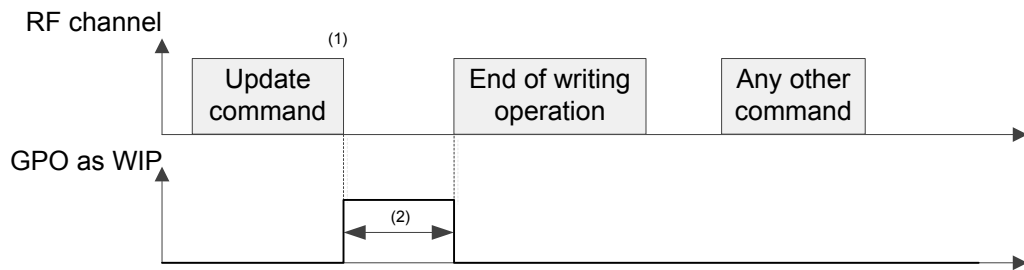 RF channel
(1)
Update
command
End of writing
operation
Any other
command
GPO as WIP
(2)